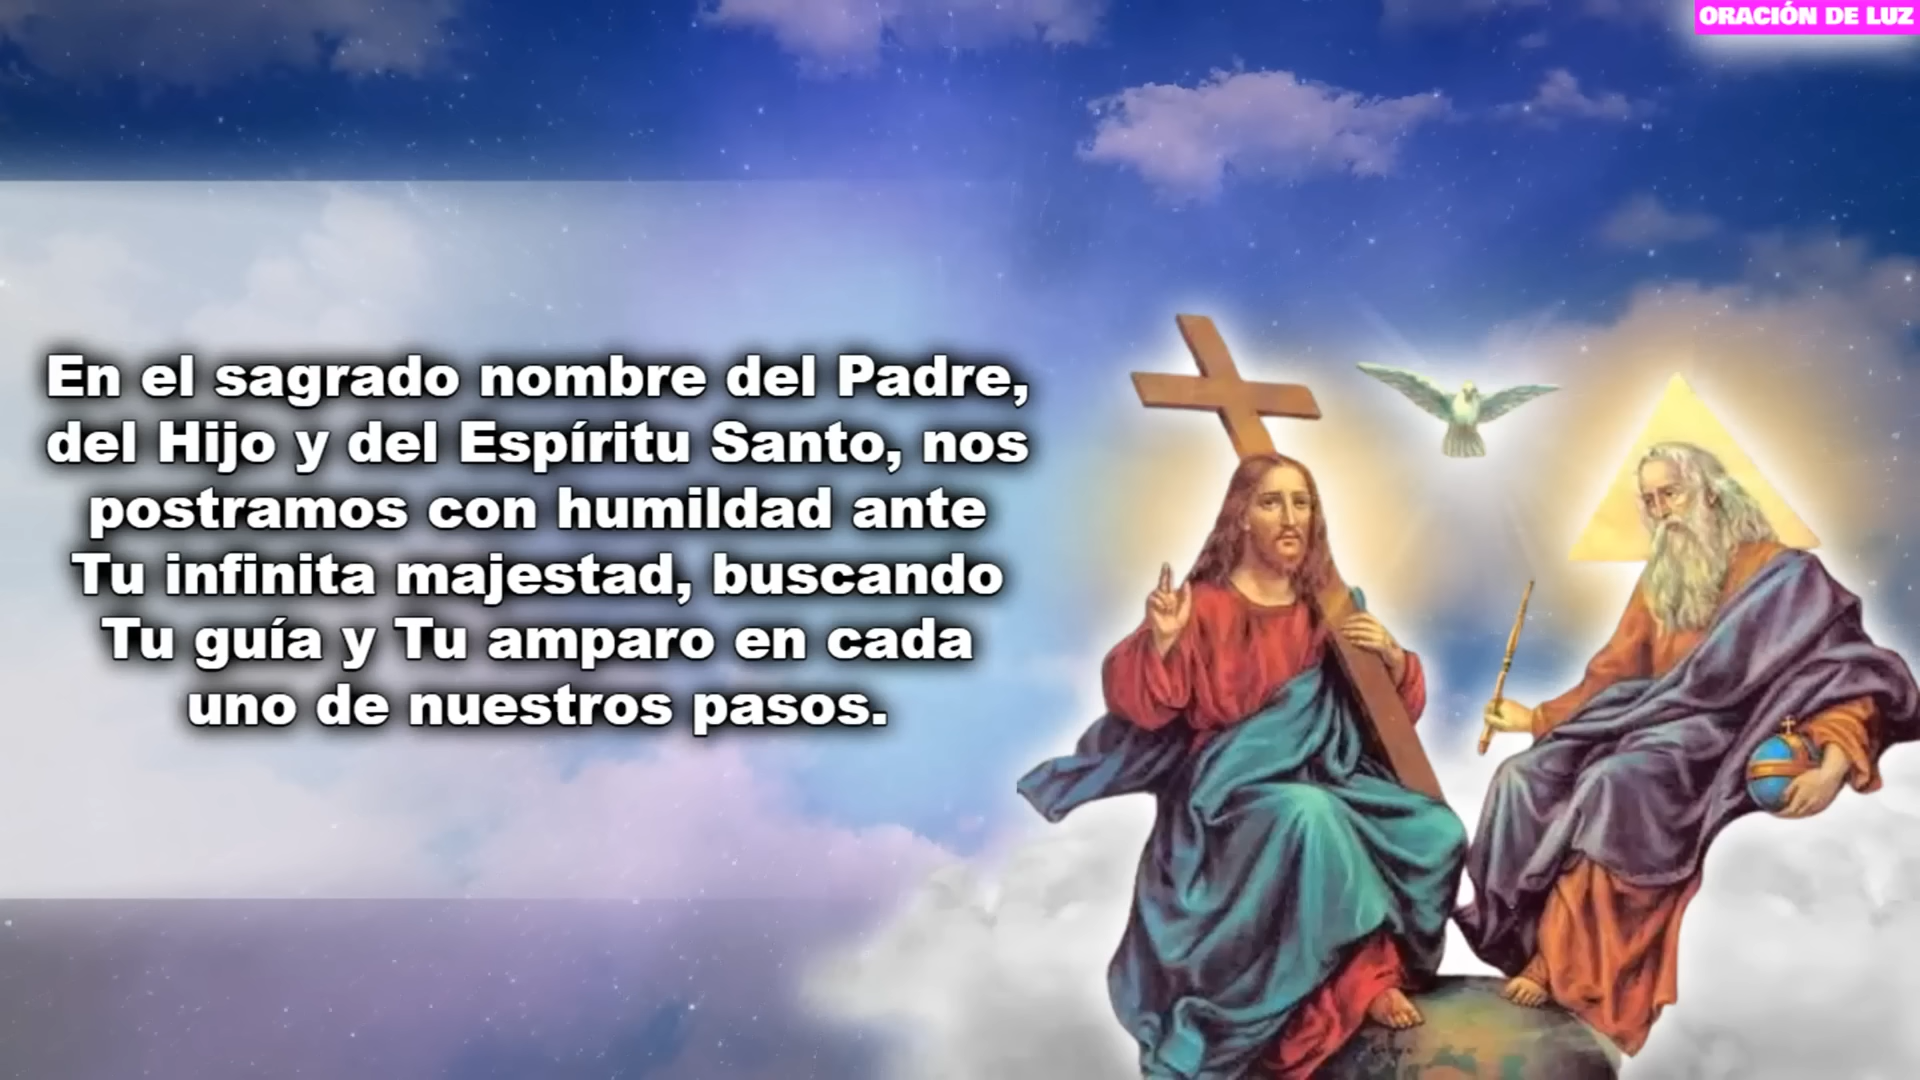 ORACIÓN DE LUZ
En el sagrado nombre del Padre,
del Hijo y del Espíritu Santo, nos
postramos con humildad ante
Tu infinita majestad, buscando
Tu guía y Tu amparo en cada
uno de nuestros pasos.